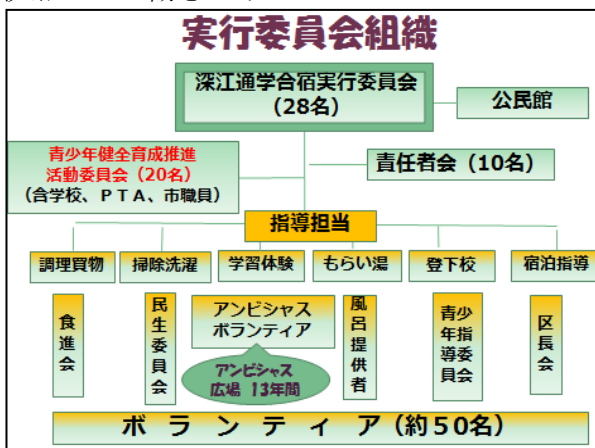 実行委員会組織
深江通学合宿実行委員会
（28名）
公民館
青少年健全育成推進
活動委員会（20名）
（含学校、ＰＴＡ、市職員）
責任者会（10名）
指導担当
調理買物
掃除洗濯
学習体験
もらい湯
登下校
宿泊指導
食進会
民生委員会
アンビシャス
ボランティア
アンビシャス
広場 13年間
風呂提供者
青少年指導委員会
区長会
ボランティア（約５０名）